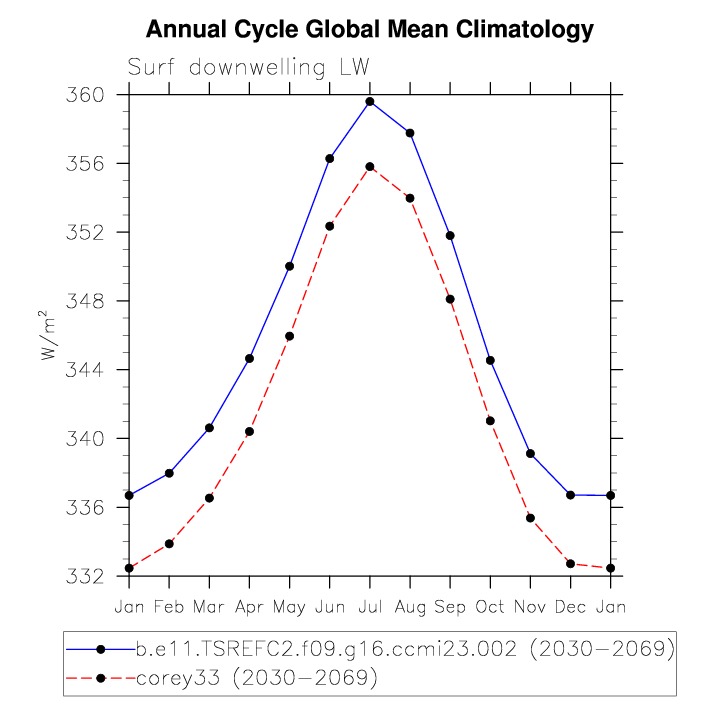 Annual Cycle Global Mean Climatology
Surf downwelling LW
360
356
352
348
344
340
336
332
W/m²
Jan Feb Mar Apr May Jun Jul Aug Sep Oct Nov Dec Jan
b.e11.TSREFC2.f09.g16.ccmi23.002 (2030−2069)
corey33 (2030−2069)